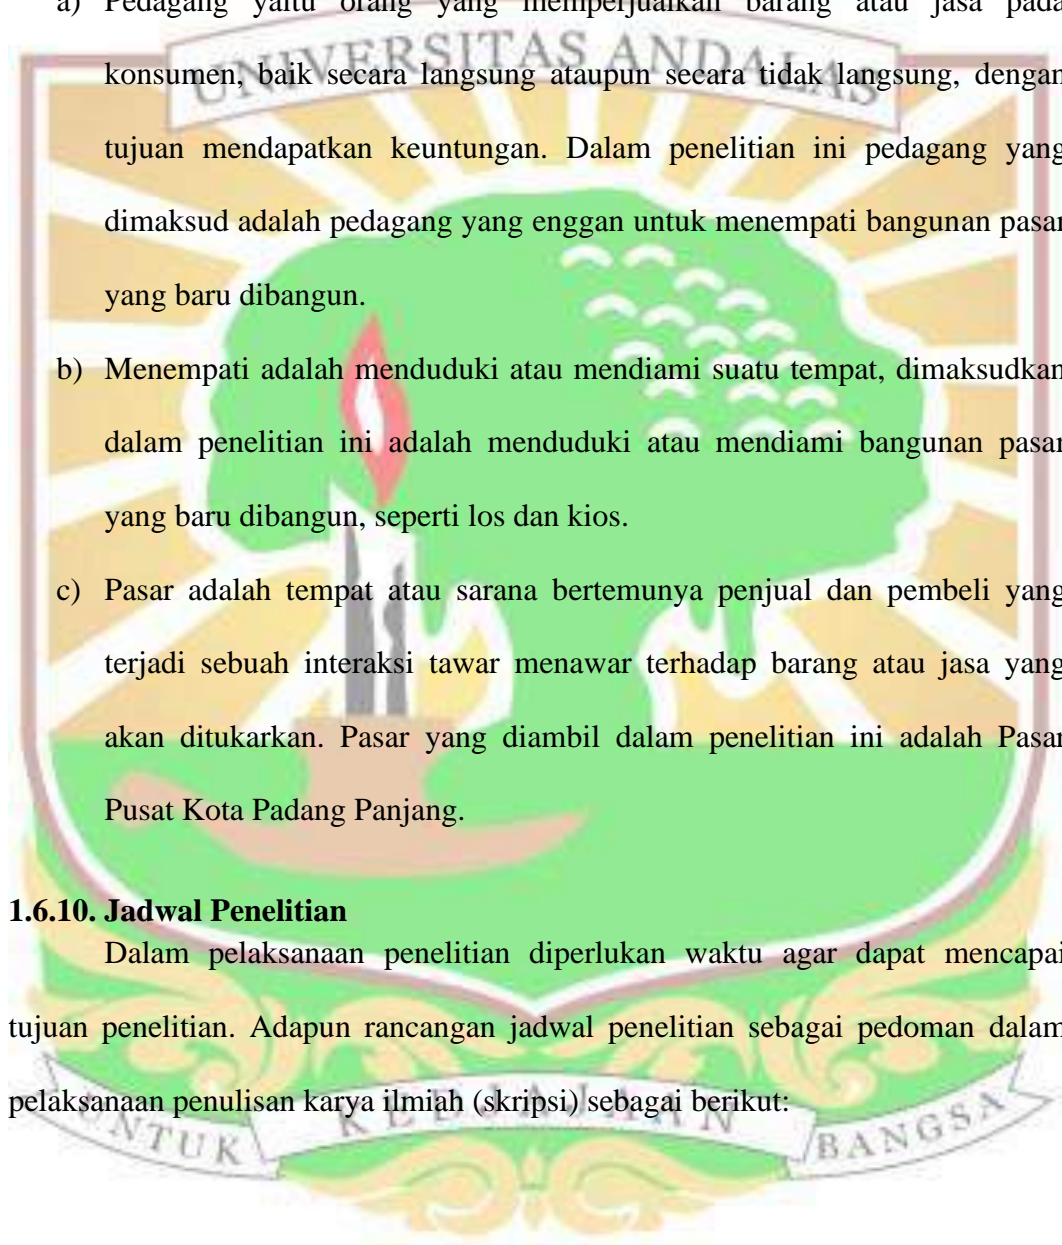 a) Pedagang yaitu orang yang memperjualkan barang atau jasa pada
UNIVERSITAS ANDALAS
konsumen, baik secara langsung ataupun secara tidak langsung, dengan
tujuan mendapatkan keuntungan. Dalam penelitian ini pedagang yang
dimaksud adalah pedagang yang enggan untuk menempati bangunan pasar
yang baru dibangun.
b) Menempati adalah menduduki atau mendiami suatu tempat, dimaksudkan
dalam penelitian ini adalah menduduki atau mendiami bangunan pasar
yang baru dibangun, seperti los dan kios.
c) Pasar adalah tempat atau sarana bertemunya penjual dan pembeli yang
terjadi sebuah interaksi tawar menawar terhadap barang atau jasa yang
akan ditukarkan. Pasar yang diambil dalam penelitian ini adalah Pasar
Pusat Kota Padang Panjang.
1.6.10. Jadwal Penelitian
Dalam pelaksanaan penelitian diperlukan waktu agar dapat mencapai
tujuan penelitian. Adapun rancangan jadwal penelitian sebagai pedoman dalam
pelaksanaan penulisan karya ilmiah (skripsi) sebagai berikut:
UNTUK KEDJAJAAN BANGSA